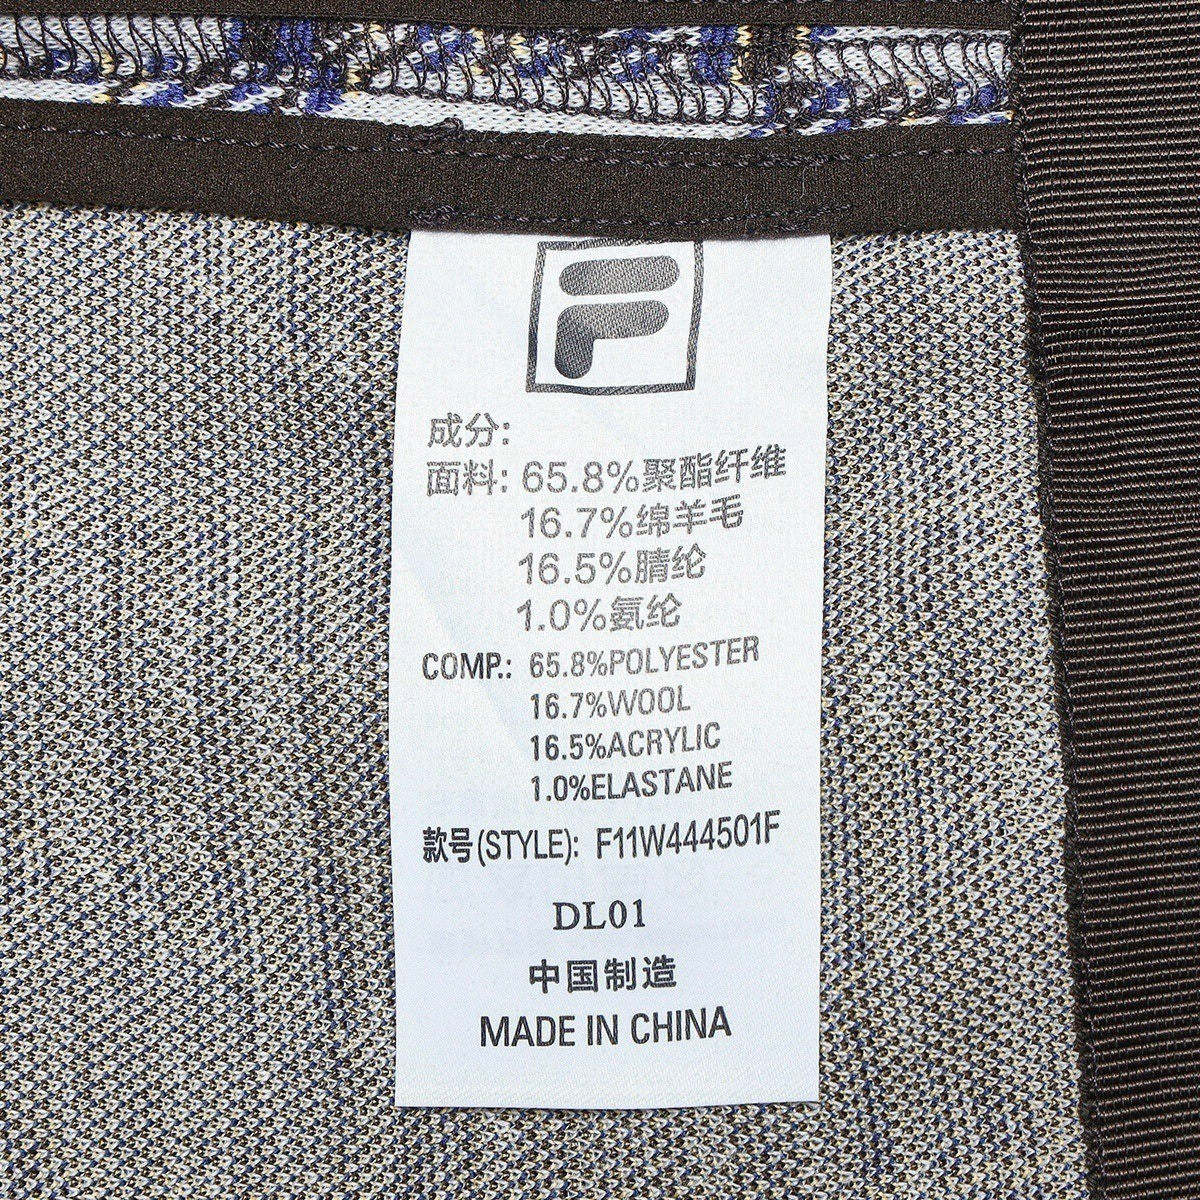 F
成分:
面料: 65.8%聚酯纤维
16.7%绵羊毛
16.5%腈纶
1.0%氨纶
COMP.: 65.8%POLYESTER
16.7%WOOL
16.5%ACRYLIC
1.0%ELASTANE
款号(STYLE): F11W444501F
DL01
中国制造
MADE IN CHINA